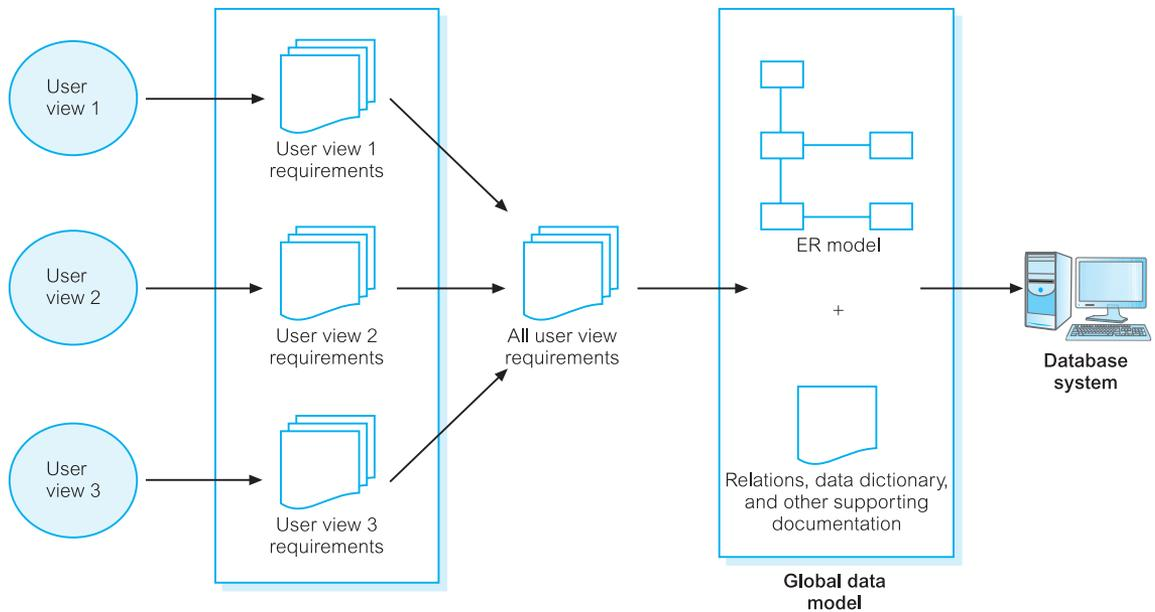 User
view 1
User view 1
requirements
User
view 2
User view 2
requirements
User
view 3
User view 3
requirements
All user view
requirements
ER model
+
Relations, data dictionary,
and other supporting
documentation
Global data
model
Database
system